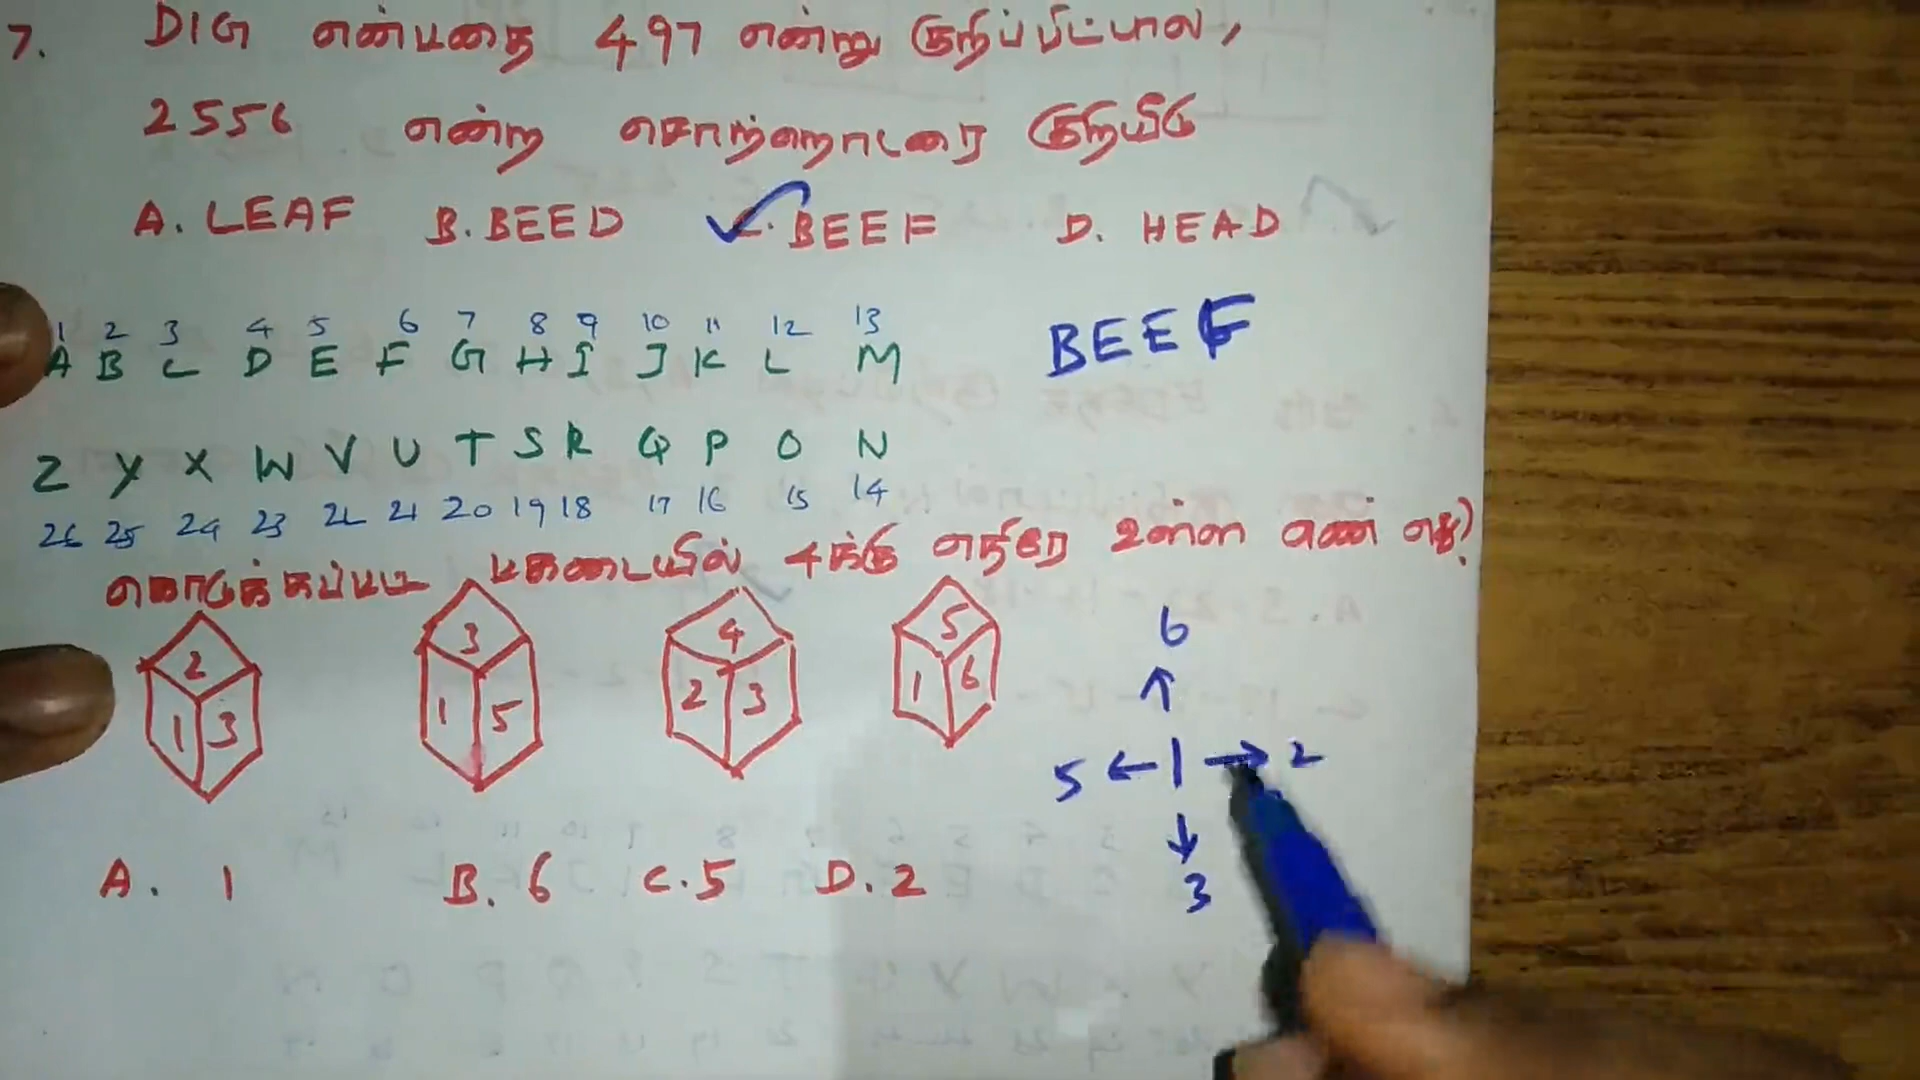 7. DIG என்பதை 497 என்று குறிப்பிட்டால்,
2556 என்ற சொற்றொடரை குறியிடு
A. LEAF B. BEED C. BEEF D. HEAD
1 2 3 4 5 6 7 8 9 10 11 12 13
A B C D E F G H I J K L M
BEEF
Z Y X W V U T S R Q P O N
26 25 24 23 22 21 20 19 18 17 16 15 14
கொடுக்கப்பட்ட பகடையில் 4க்கு எதிரே உள்ள எண் எது?
2 1 3
3 1 5
4 2 3
5 1 6
6
5 ← 1 → 2
3
A. 1 B. 6 C. 5 D. 2